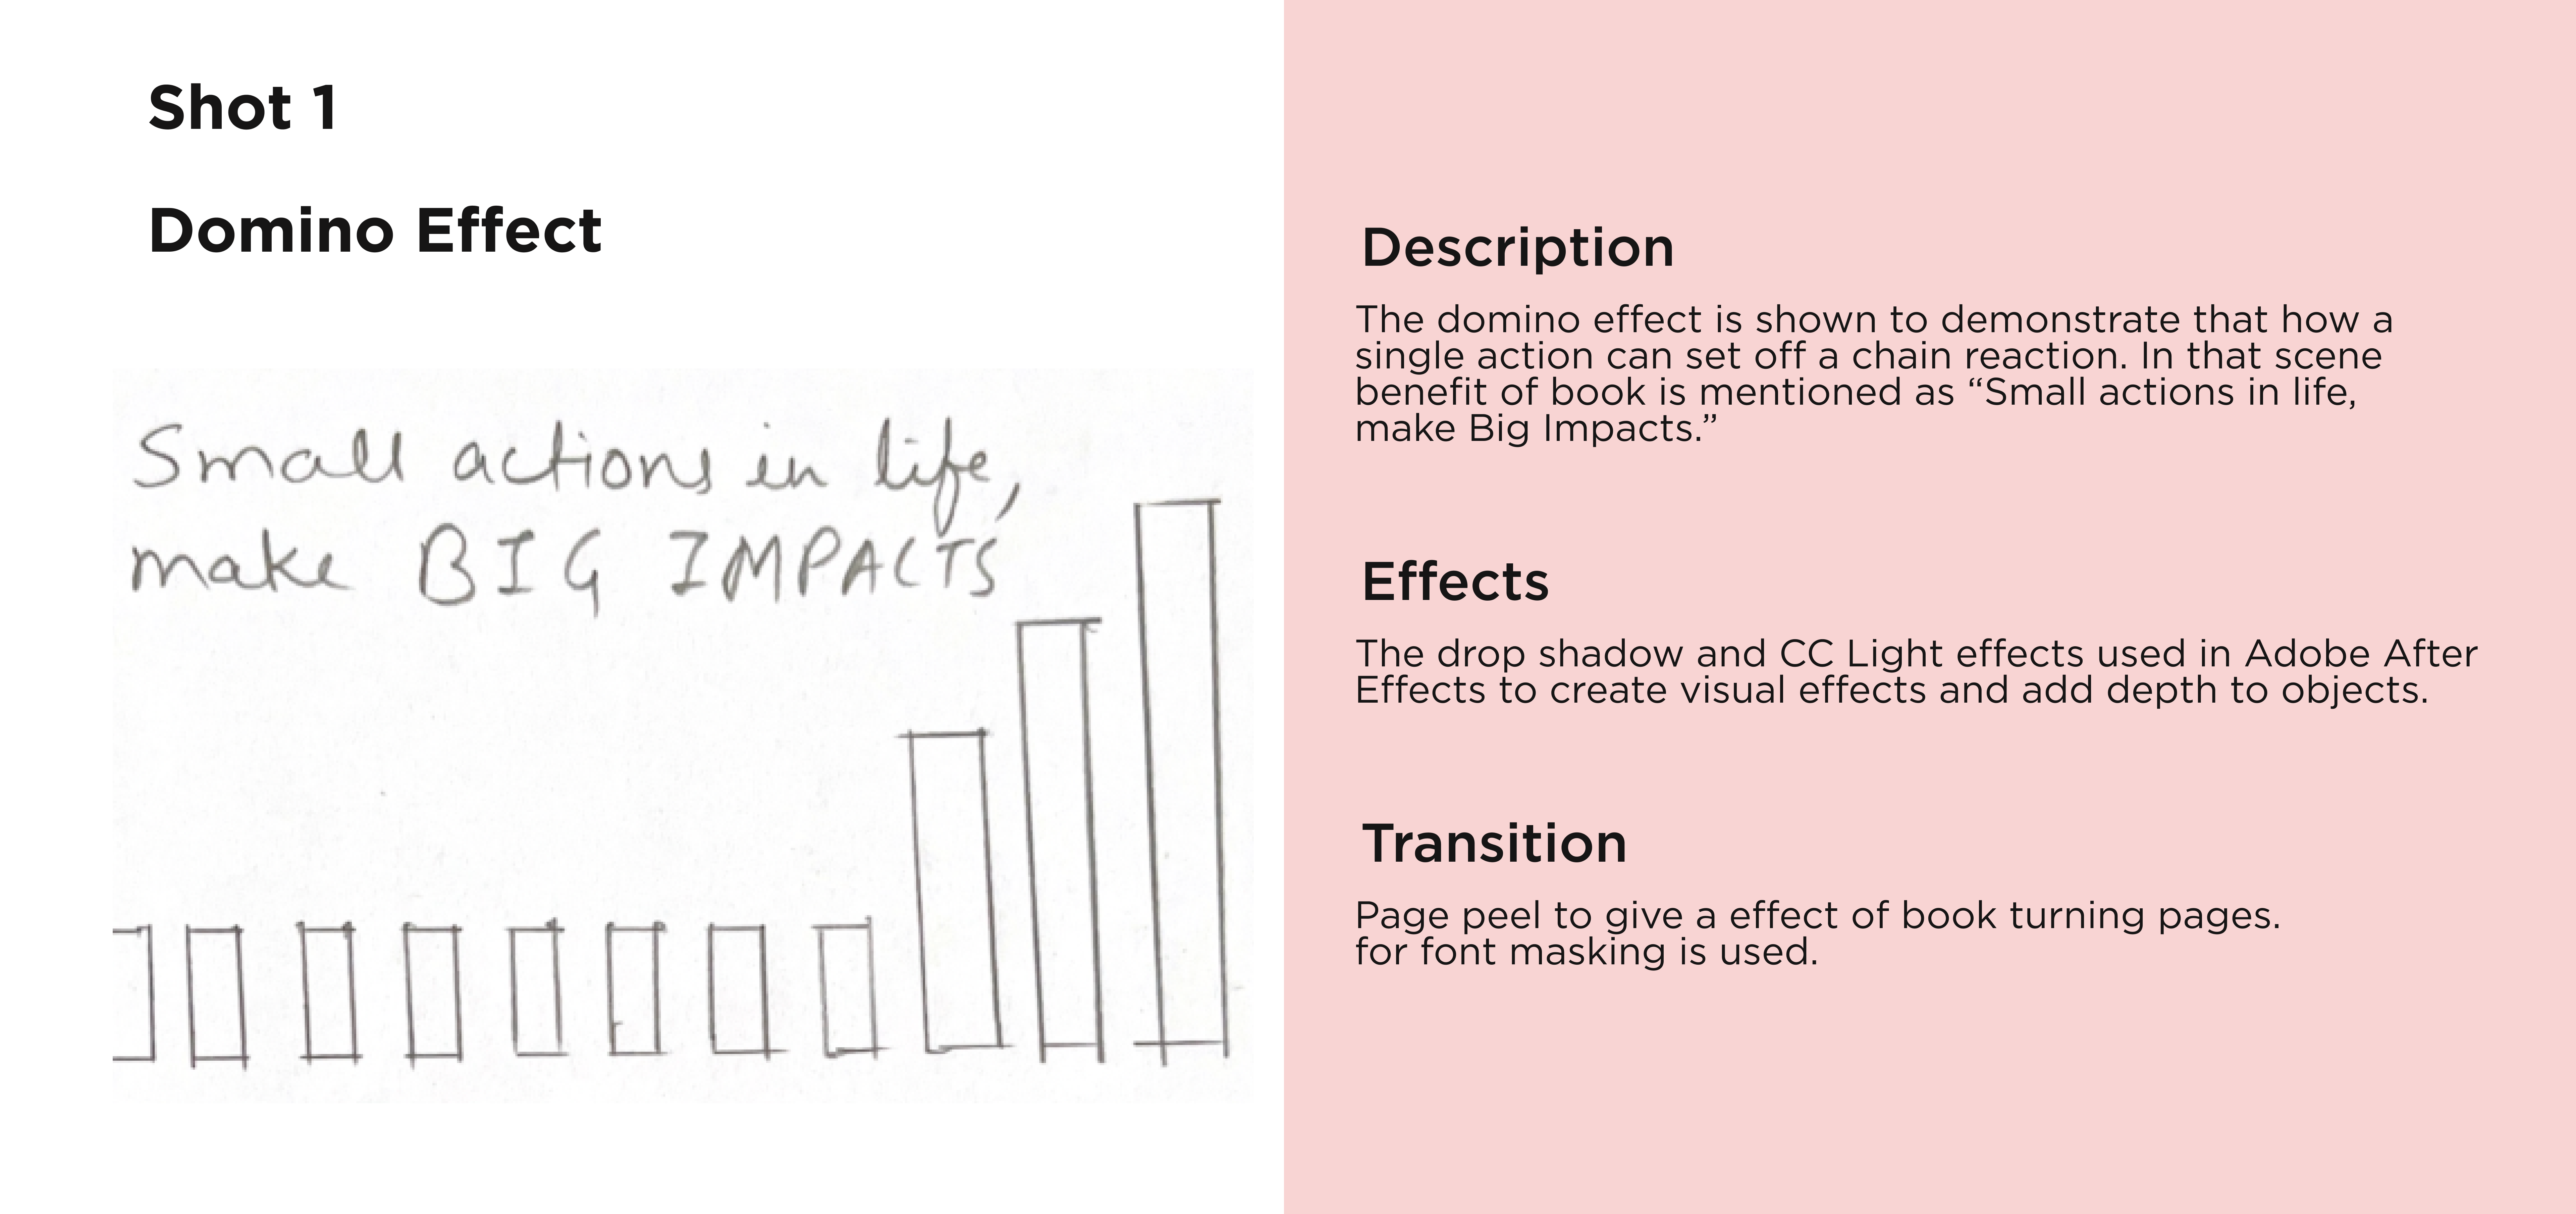 Shot 1
Domino Effect
Small actions in life,
make BIG IMPACTS
Description
The domino effect is shown to demonstrate that how a
single action can set off a chain reaction. In that scene
benefit of book is mentioned as “Small actions in life,
make Big Impacts.”
Effects
The drop shadow and CC Light effects used in Adobe After
Effects to create visual effects and add depth to objects.
Transition
Page peel to give a effect of book turning pages.
for font masking is used.